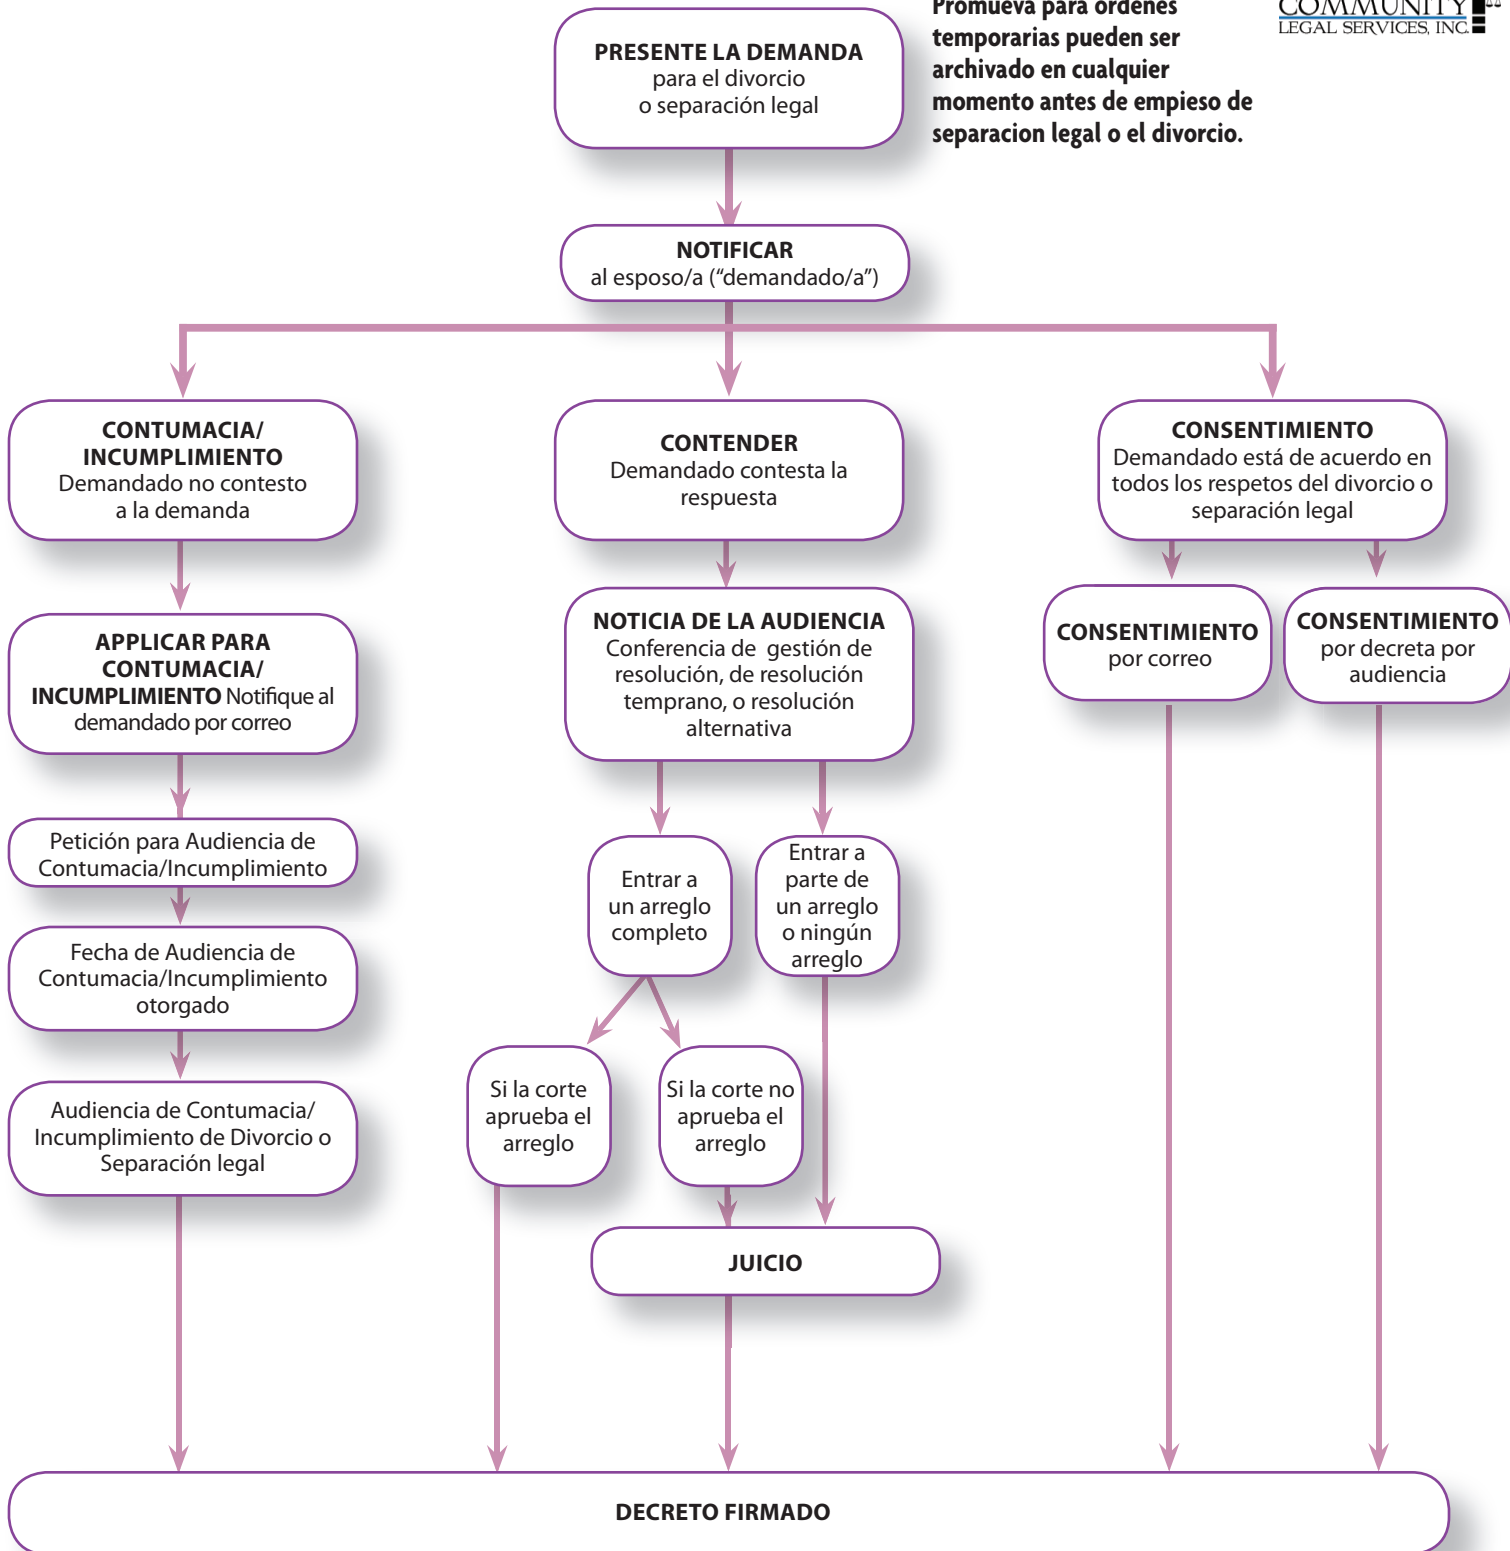 Promueva para ordenes
temporarias pueden ser
archivado en cualquier
momento antes de empieso de
separacion legal o el divorcio.
COMMUNITY
LEGAL SERVICES, INC.
PRESENTE LA DEMANDA
para el divorcio
o separación legal
NOTIFICAR
al esposo/a (“demandado/a”)
CONTUMACIA/
INCUMPLIMIENTO
Demandado no contesto
a la demanda
CONTENDER
Demandado contesta la
respuesta
CONSENTIMIENTO
Demandado está de acuerdo en
todos los respetos del divorcio o
separación legal
APPLICAR PARA
CONTUMACIA/
INCUMPLIMIENTO Notifique al
demandado por correo
NOTICIA DE LA AUDIENCIA
Conferencia de gestión de
resolución, de resolución
temprano, o resolución
alternativa
CONSENTIMIENTO
por correo
CONSENTIMIENTO
por decreta por
audiencia
Petición para Audiencia de
Contumacia/Incumplimiento
Entrar a
un arreglo
completo
Entrar a
parte de
un arreglo
o ningún
arreglo
Fecha de Audiencia de
Contumacia/Incumplimiento
otorgado
Audiencia de Contumacia/
Incumplimiento de Divorcio o
Separación legal
Si la corte
aprueba el
arreglo
Si la corte no
aprueba el
arreglo
JUICIO
DECRETO FIRMADO